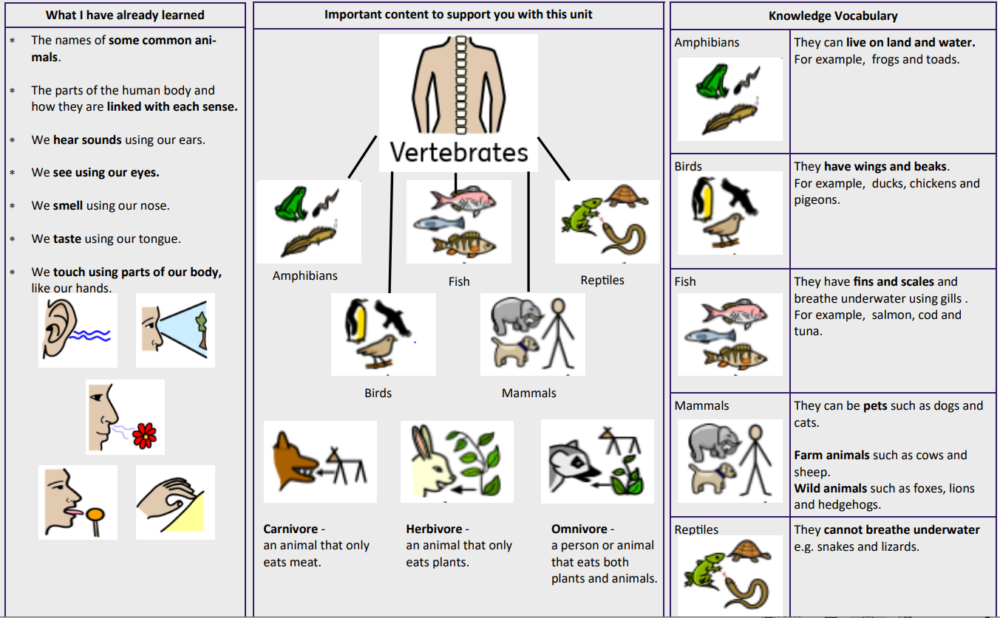 What I have already learned
* The names of some common ani-
mals.
* The parts of the human body and
how they are linked with each sense.
* We hear sounds using our ears.
* We see using our eyes.
* We smell using our nose.
* We taste using our tongue.
* We touch using parts of our body,
like our hands.
Important content to support you with this unit
Vertebrates
Amphibians
Fish
Reptiles
Birds
Mammals
Carnivore -
an animal that only
eats meat.
Herbivore -
an animal that only
eats plants.
Omnivore -
a person or animal
that eats both
plants and animals.
Knowledge Vocabulary
Amphibians
They can live on land and water.
For example, frogs and toads.
Birds
They have wings and beaks.
For example, ducks, chickens and
pigeons.
Fish
They have fins and scales and
breathe underwater using gills .
For example, salmon, cod and
tuna.
Mammals
They can be pets such as dogs and
cats.
Farm animals such as cows and
sheep.
Wild animals such as foxes, lions
and hedgehogs.
Reptiles
They cannot breathe underwater
e.g. snakes and lizards.